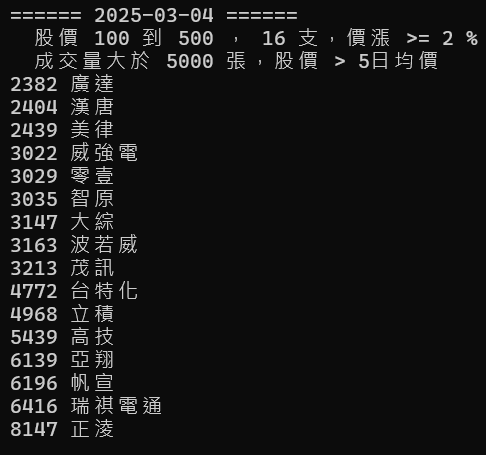 ====== 2025-03-04 ======
股價 100 到 500 , 16 支,價漲 >= 2 %
成交量大於 5000 張,股價 > 5日均價
2382 廣達
2404 漢唐
2439 美律
3022 威強電
3029 零壹
3035 智原
3147 大綜
3163 波若威
3213 茂訊
4772 台特化
4968 立積
5439 高技
6139 亞翔
6196 帆宣
6416 瑞祺電通
8147 正淩